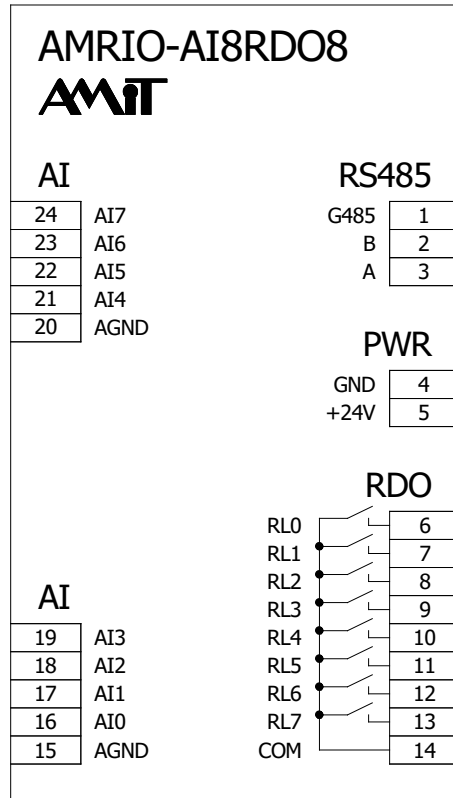 AMRIO-AI8RDO8
AMiT
AI
24 AI7
23 AI6
22 AI5
21 AI4
20 AGND
RS485
G485 1
B 2
A 3
PWR
GND 4
+24V 5
AI
19 AI3
18 AI2
17 AI1
16 AI0
15 AGND
RDO
RL0 6
RL1 7
RL2 8
RL3 9
RL4 10
RL5 11
RL6 12
RL7 13
COM 14